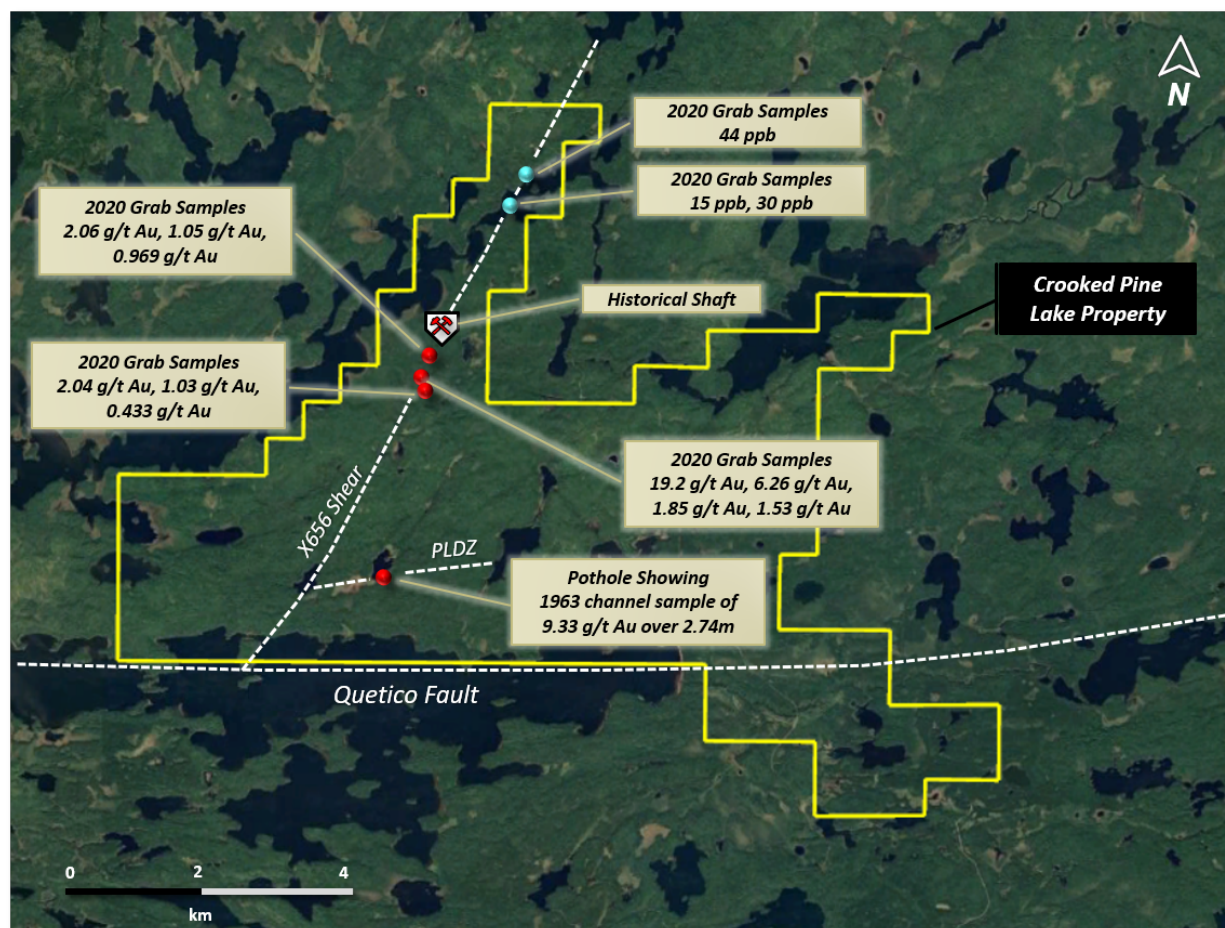 N
2020 Grab Samples
44 ppb
2020 Grab Samples
15 ppb, 30 ppb
2020 Grab Samples
2.06 g/t Au, 1.05 g/t Au,
0.969 g/t Au
Historical Shaft
Crooked Pine
Lake Property
2020 Grab Samples
2.04 g/t Au, 1.03 g/t Au,
0.433 g/t Au
2020 Grab Samples
19.2 g/t Au, 6.26 g/t Au,
1.85 g/t Au, 1.53 g/t Au
X656 Shear
PLDZ
Pothole Showing
1963 channel sample of
9.33 g/t Au over 2.74m
Quetico Fault
0 2 4
km